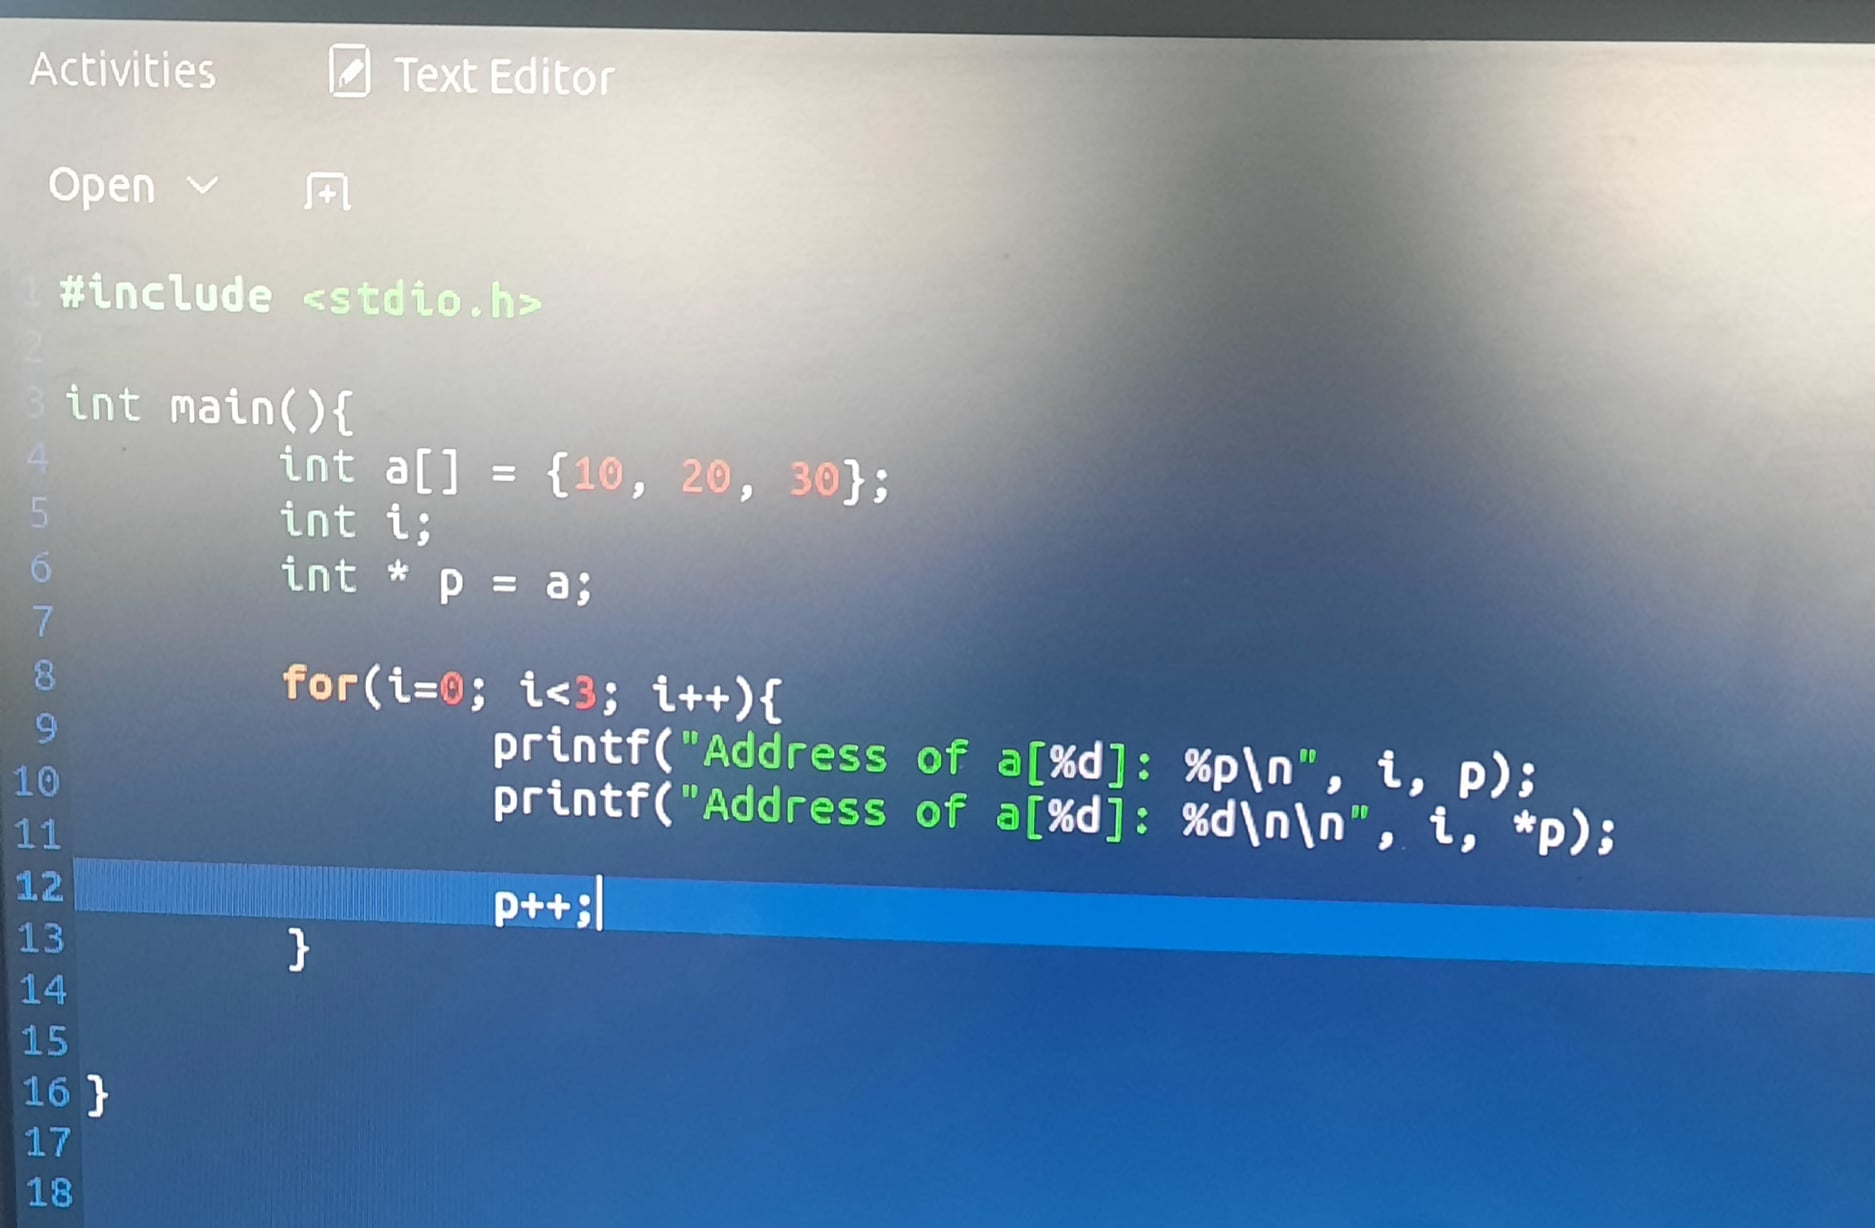 Activities Text Editor
Open
1 #include <stdio.h>
2
3 int main(){
4 int a[] = {10, 20, 30};
5 int i;
6 int * p = a;
7
8 for(i=0; i<3; i++){
9 printf("Address of a[%d]: %p\n", i, p);
10 printf("Address of a[%d]: %d\n\n", i, *p);
11
12 p++;
13 }
14
15
16 }
17
18